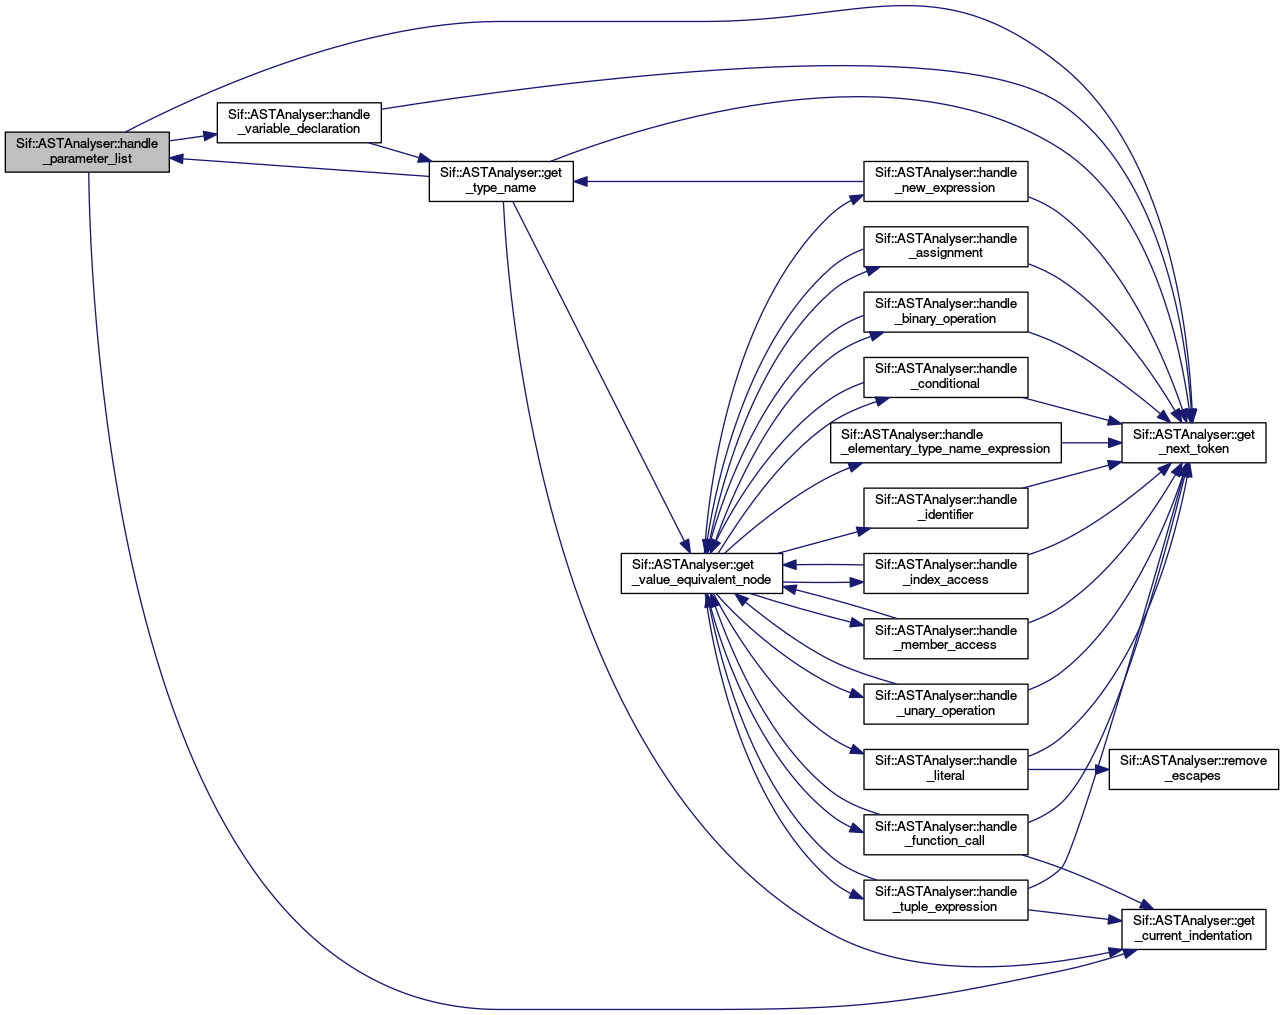 Sif::ASTAnalyser::handle
_parameter_list
Sif::ASTAnalyser::handle
_variable_declaration
Sif::ASTAnalyser::get
_type_name
Sif::ASTAnalyser::get
_value_equivalent_node
Sif::ASTAnalyser::handle
_new_expression
Sif::ASTAnalyser::handle
_assignment
Sif::ASTAnalyser::handle
_binary_operation
Sif::ASTAnalyser::handle
_conditional
Sif::ASTAnalyser::handle
_elementary_type_name_expression
Sif::ASTAnalyser::handle
_identifier
Sif::ASTAnalyser::handle
_index_access
Sif::ASTAnalyser::handle
_member_access
Sif::ASTAnalyser::handle
_unary_operation
Sif::ASTAnalyser::handle
_literal
Sif::ASTAnalyser::handle
_function_call
Sif::ASTAnalyser::handle
_tuple_expression
Sif::ASTAnalyser::get
_next_token
Sif::ASTAnalyser::remove
_escapes
Sif::ASTAnalyser::get
_current_indentation